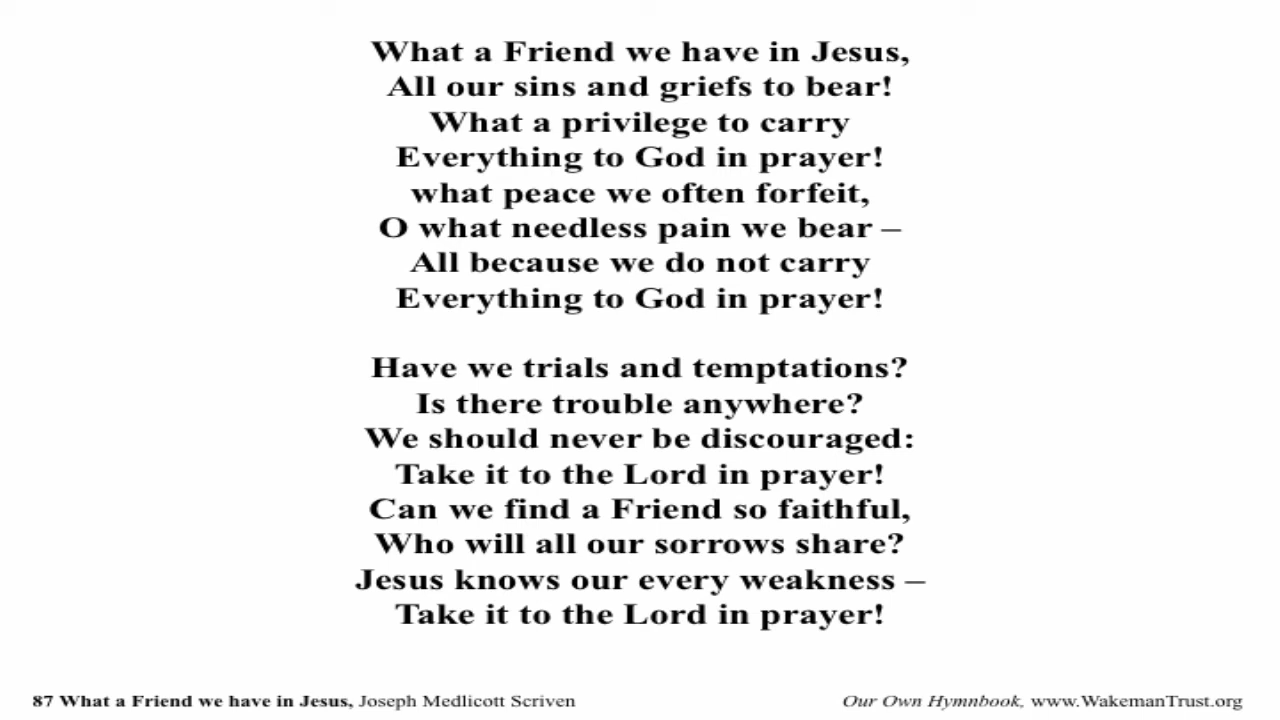 What a Friend we have in Jesus,
All our sins and griefs to bear!
What a privilege to carry
Everything to God in prayer!
what peace we often forfeit,
O what needless pain we bear –
All because we do not carry
Everything to God in prayer!

Have we trials and temptations?
Is there trouble anywhere?
We should never be discouraged:
Take it to the Lord in prayer!
Can we find a Friend so faithful,
Who will all our sorrows share?
Jesus knows our every weakness –
Take it to the Lord in prayer!

87 What a Friend we have in Jesus, Joseph Medlicott Scriven
Our Own Hymnbook, www.WakemanTrust.org